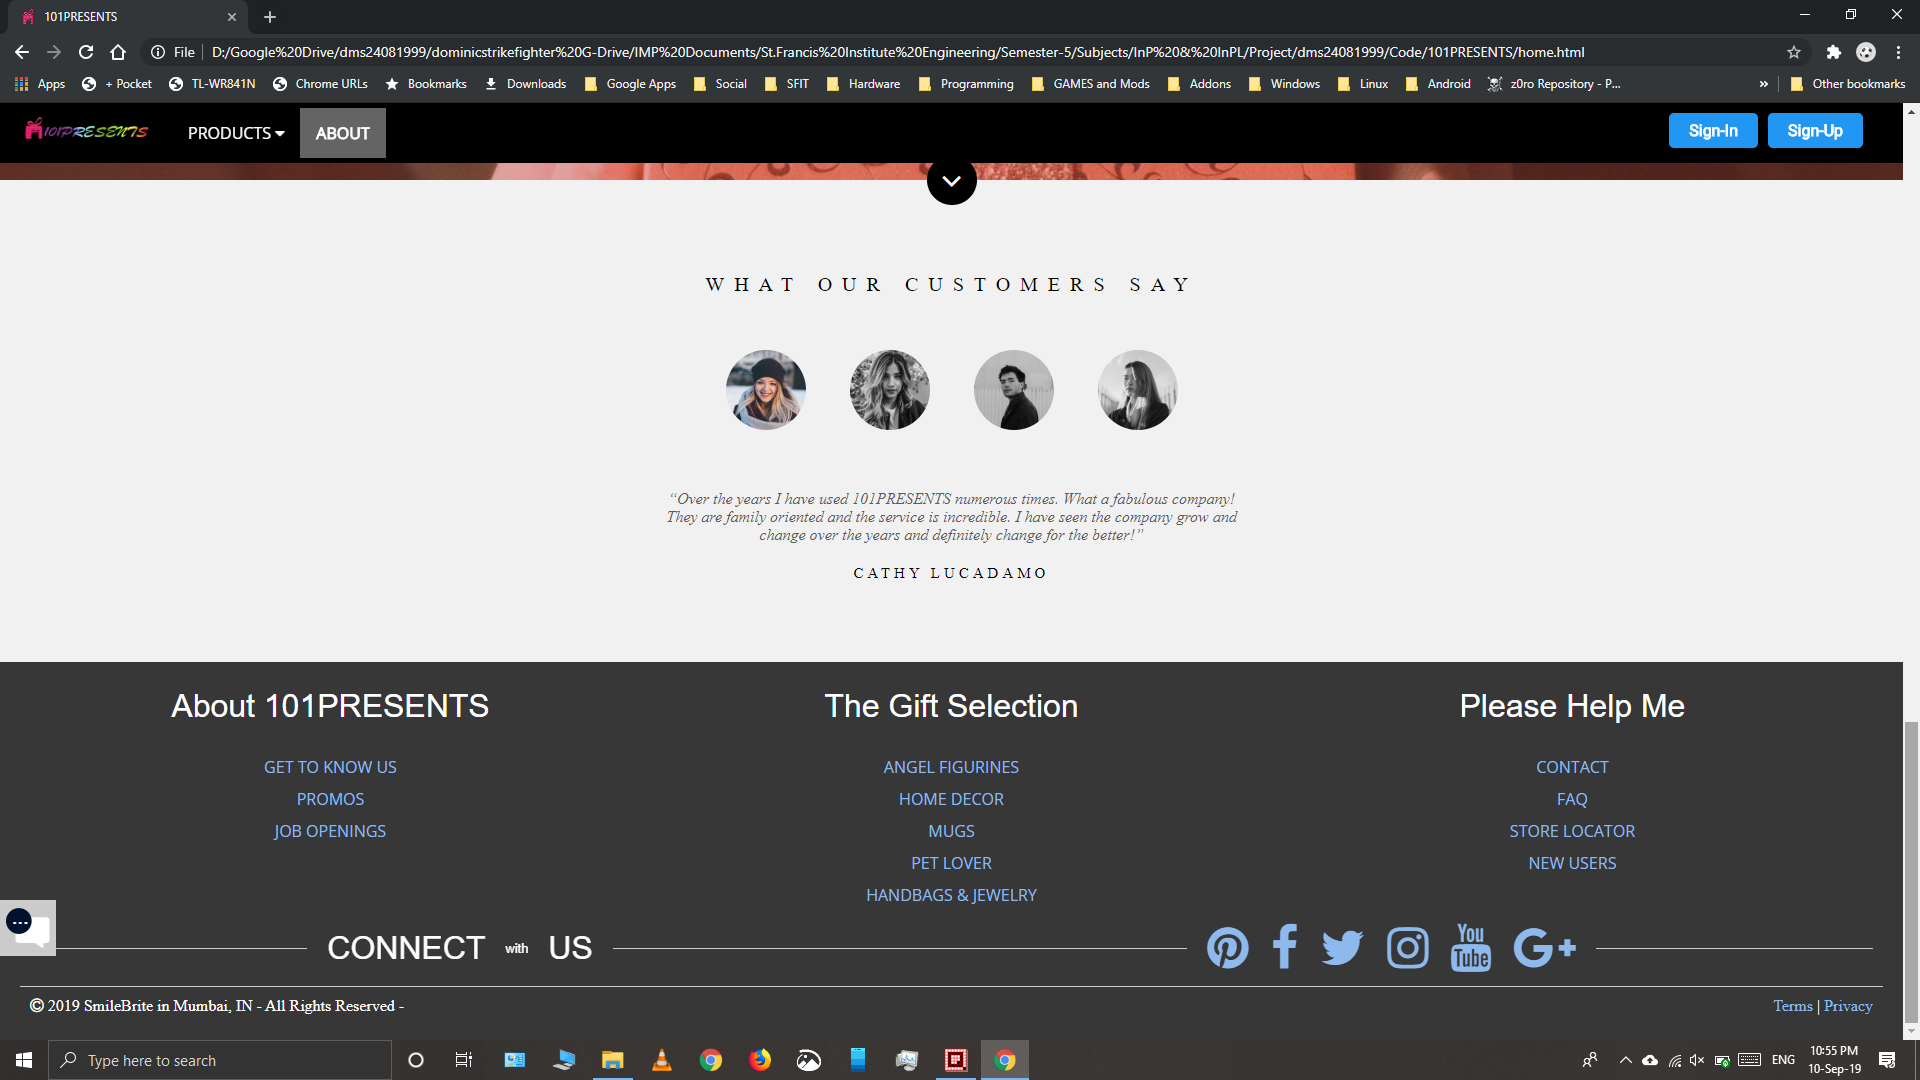 101PRESENTS
File D:/Google%20Drive/dms24081999/dominicstrikefighter%20G-Drive/IMP%20Documents/St.Francis%20Institute%20Engineering/Semester-5/Subjects/InP%20&%20InPL/Project/dms24081999/Code/101PRESENTS/home.html
Apps + Pocket TL-WR841N Chrome URLs Bookmarks Downloads Google Apps Social SFIT Hardware Programming GAMES and Mods Addons Windows Linux Android z0ro Repository - P... » Other bookmarks
101PRESENTS PRODUCTS ABOUT Sign-In Sign-Up
WHAT OUR CUSTOMERS SAY
“Over the years I have used 101PRESENTS numerous times. What a fabulous company!
They are family oriented and the service is incredible. I have seen the company grow and
change over the years and definitely change for the better!”
CATHY LUCADAMO
About 101PRESENTS
GET TO KNOW US
PROMOS
JOB OPENINGS
The Gift Selection
ANGEL FIGURINES
HOME DECOR
MUGS
PET LOVER
HANDBAGS & JEWELRY
Please Help Me
CONTACT
FAQ
STORE LOCATOR
NEW USERS
CONNECT with US
You Tube G+
© 2019 SmileBrite in Mumbai, IN - All Rights Reserved -
Terms | Privacy
Type here to search
ENG
10:55 PM
10-Sep-19